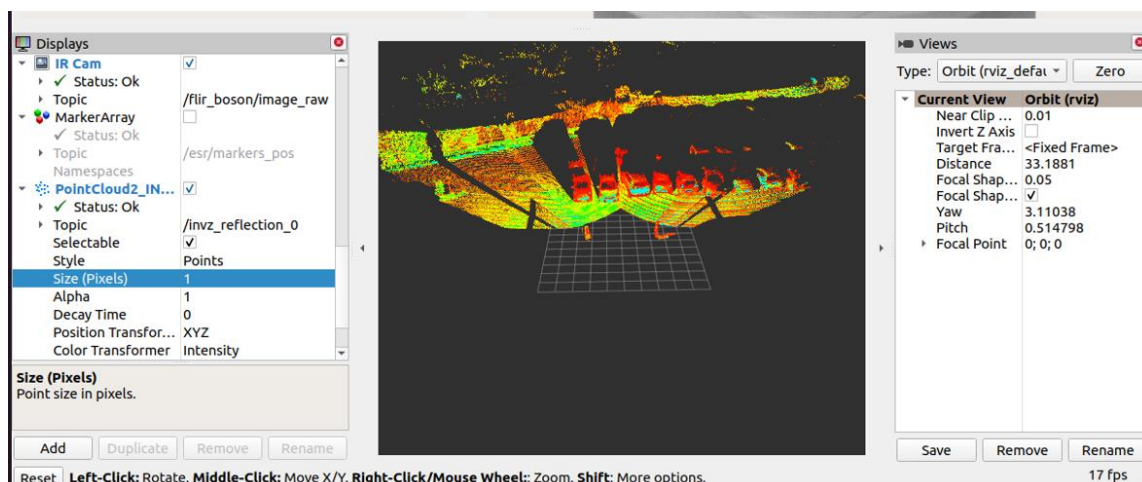 Displays
IR Cam
Status: Ok
Topic /flir_boson/image_raw
MarkerArray
Status: Ok
Topic /esr/markers_pos
Namespaces
PointCloud2_IN...
Status: Ok
Topic /invz_reflection_0
Selectable
Style Points
Size (Pixels) 1
Alpha 1
Decay Time 0
Position Transfor... XYZ
Color Transformer Intensity
Size (Pixels)
Point size in pixels.
Add Duplicate Remove Rename
Views
Type: Orbit (rviz_defau Zero
Current View Orbit (rviz)
Near Clip ... 0.01
Invert Z Axis
Target Fra... <Fixed Frame>
Distance 33.1881
Focal Shap... 0.05
Focal Shap...
Yaw 3.11038
Pitch 0.514798
Focal Point 0; 0; 0
Save Remove Rename
Reset Left-Click: Rotate. Middle-Click: Move X/Y. Right-Click/Mouse Wheel:: Zoom. Shift: More options. 17 fps